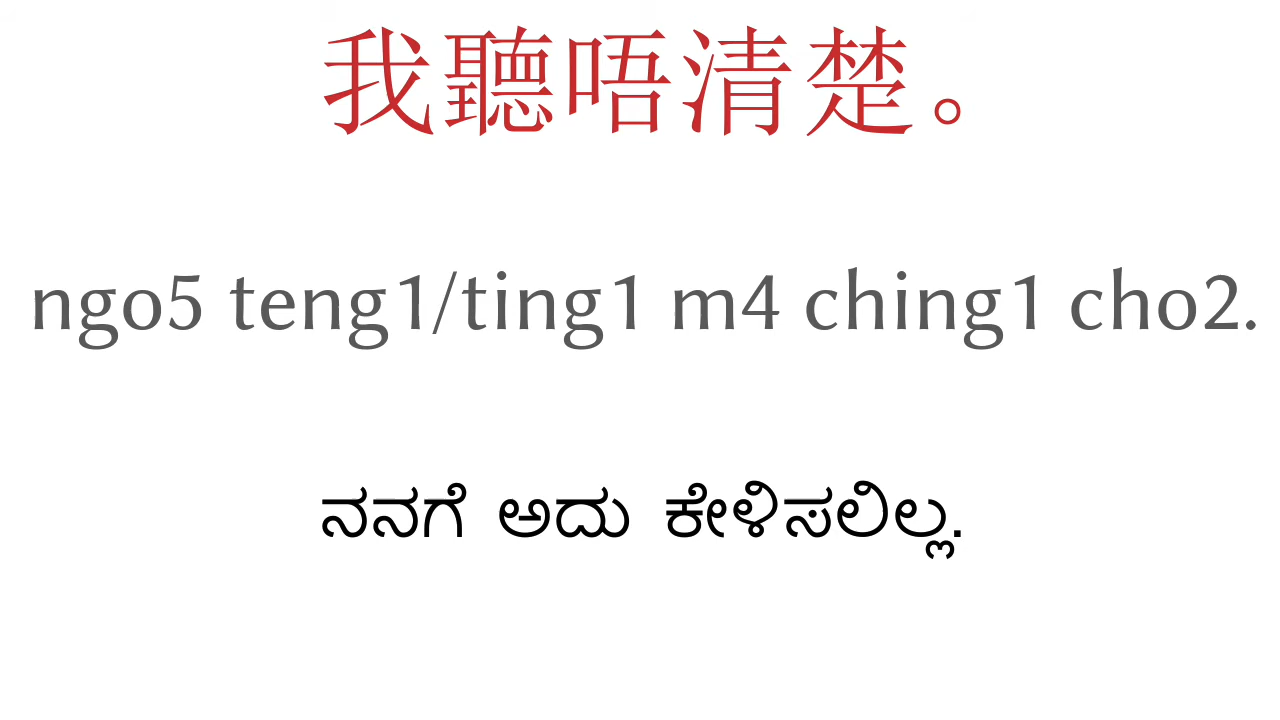 我聽唔清楚。
ngo5 teng1/ting1 m4 ching1 cho2.
ನನಗೆ ಅದು ಕೇಳಿಸಲಿಲ್ಲ.